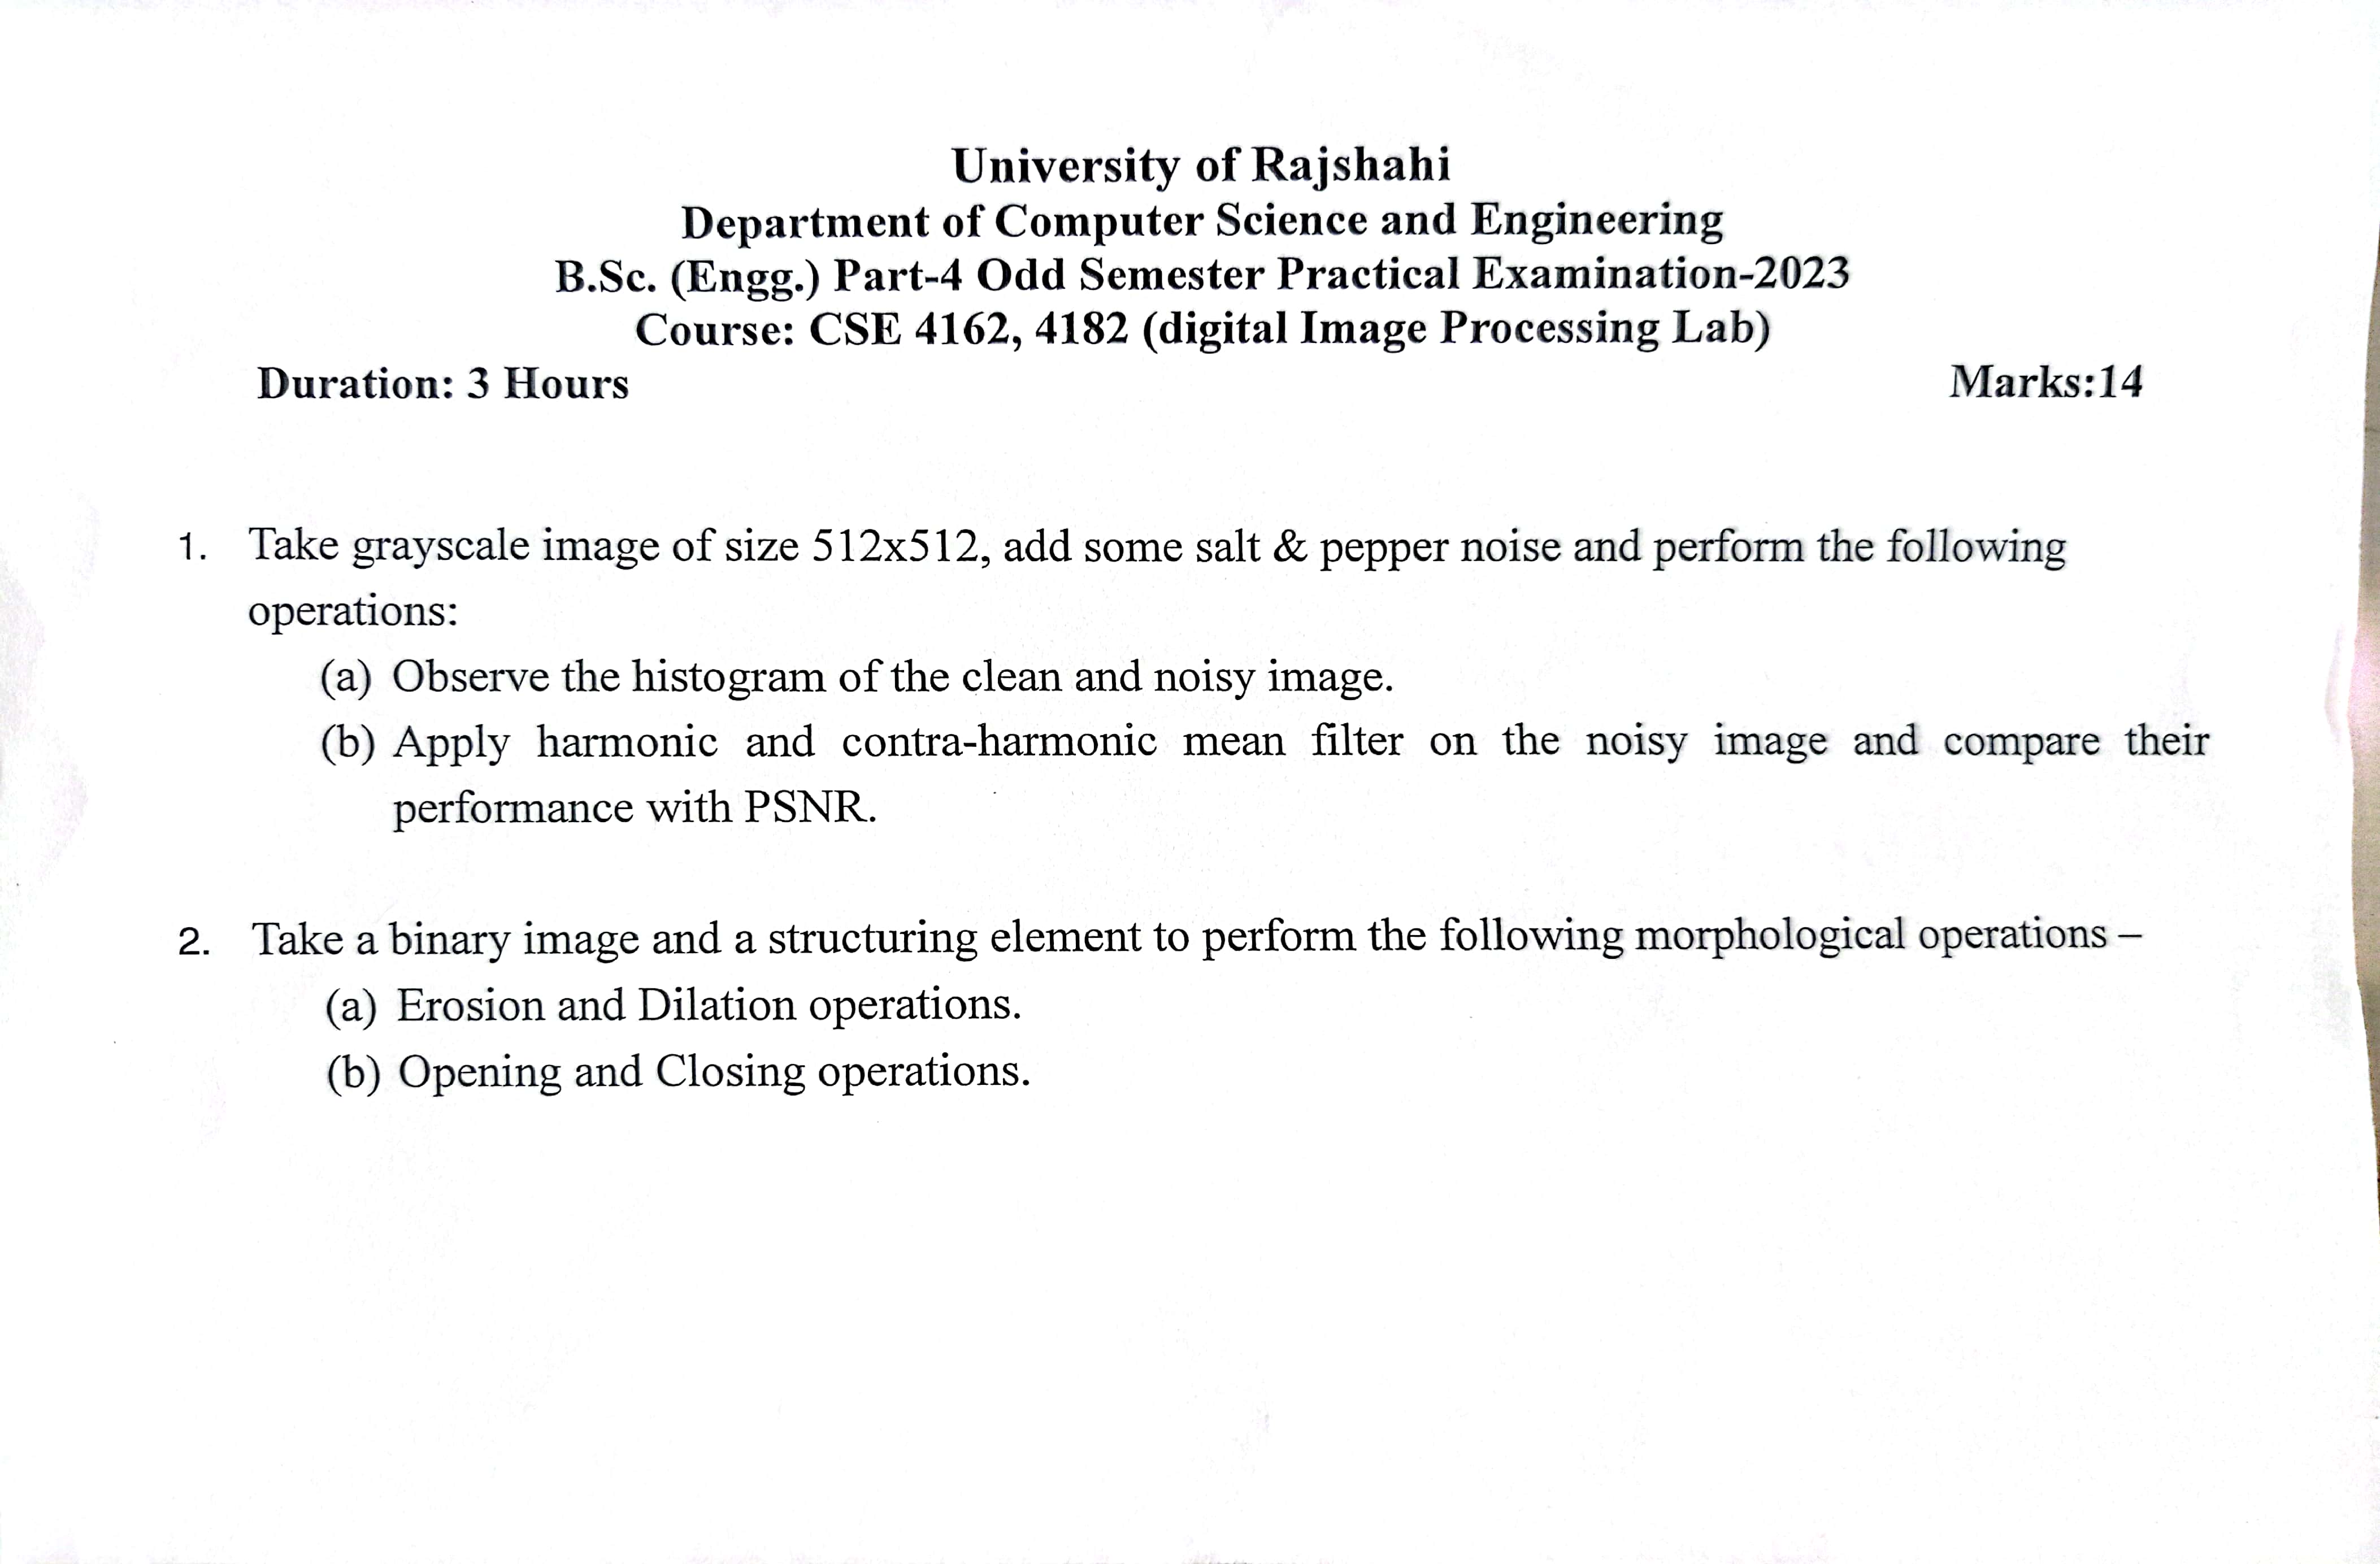 University of Rajshahi
Department of Computer Science and Engineering
B.Sc. (Engg.) Part-4 Odd Semester Practical Examination-2023
Course: CSE 4162, 4182 (digital Image Processing Lab)
Duration: 3 Hours Marks:14
1. Take grayscale image of size 512x512, add some salt & pepper noise and perform the following
operations:
(a) Observe the histogram of the clean and noisy image.
(b) Apply harmonic and contra-harmonic mean filter on the noisy image and compare their
performance with PSNR.
2. Take a binary image and a structuring element to perform the following morphological operations –
(a) Erosion and Dilation operations.
(b) Opening and Closing operations.